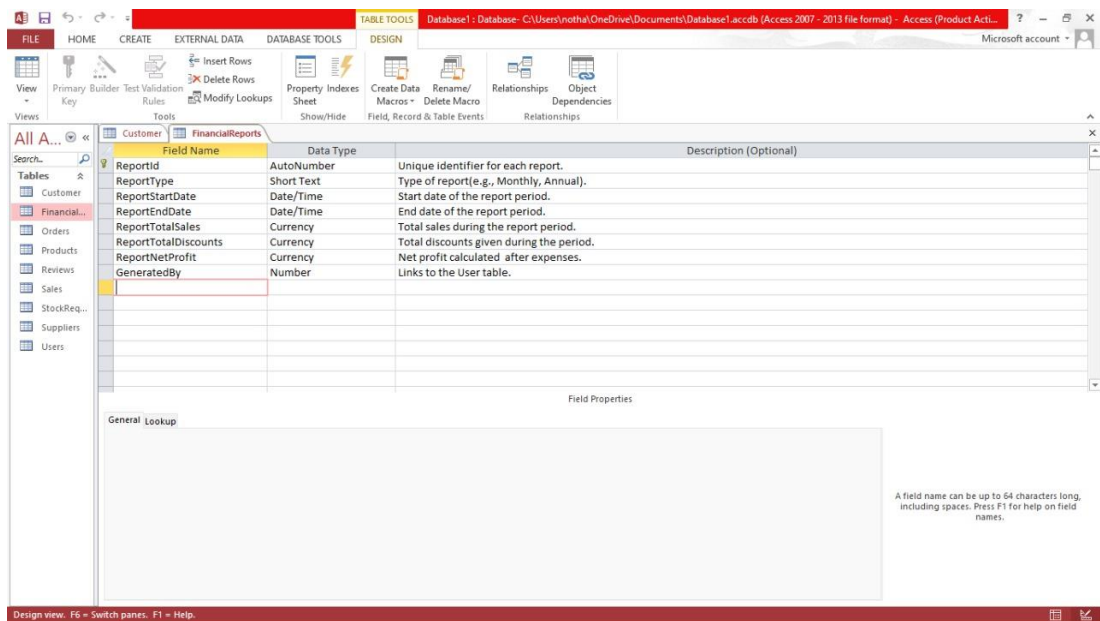 TABLE TOOLS
Database1 : Database- C:\Users\notha\OneDrive\Documents\Database1.accdb (Access 2007 - 2013 file format) - Access (Product Acti...
FILE HOME CREATE EXTERNAL DATA DATABASE TOOLS DESIGN
Microsoft account
View
Primary Key
Builder
Test Validation Rules
Insert Rows
Delete Rows
Modify Lookups
Property Sheet
Indexes
Create Data Macros
Rename/ Delete Macro
Relationships
Object Dependencies
Views
Tools
Show/Hide
Field, Record & Table Events
Relationships
All A...
Search...
Tables
Customer
Financial...
Orders
Products
Reviews
Sales
StockReq...
Suppliers
Users
Customer FinancialReports
Field Name Data Type Description (Optional)
ReportId AutoNumber Unique identifier for each report.
ReportType Short Text Type of report(e.g., Monthly, Annual).
ReportStartDate Date/Time Start date of the report period.
ReportEndDate Date/Time End date of the report period.
ReportTotalSales Currency Total sales during the report period.
ReportTotalDiscounts Currency Total discounts given during the period.
ReportNetProfit Currency Net profit calculated after expenses.
GeneratedBy Number Links to the User table.
Field Properties
General Lookup
A field name can be up to 64 characters long,
including spaces. Press F1 for help on field
names.
Design view. F6 = Switch panes. F1 = Help.